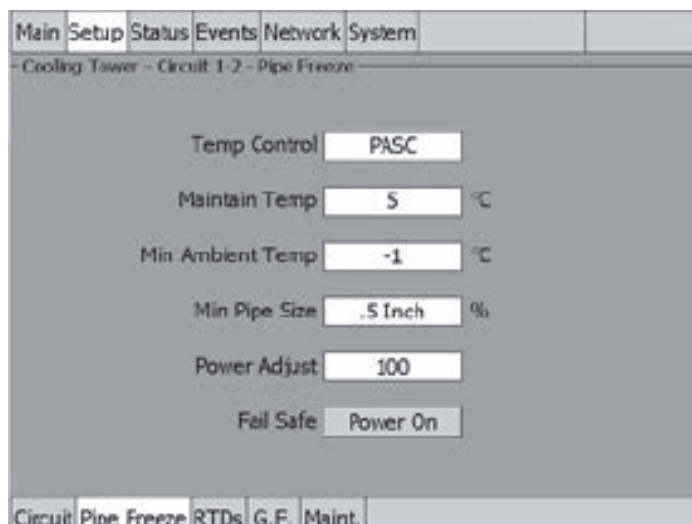 Main Setup Status Events Network System
Cooling Tower - Circuit 1-2 - Pipe Freeze
Temp Control PASC
Maintain Temp 5 °C
Min Ambient Temp -1 °C
Min Pipe Size .5 Inch %
Power Adjust 100
Fail Safe Power On
Circuit Pipe Freeze RTDs G.F. Maint.